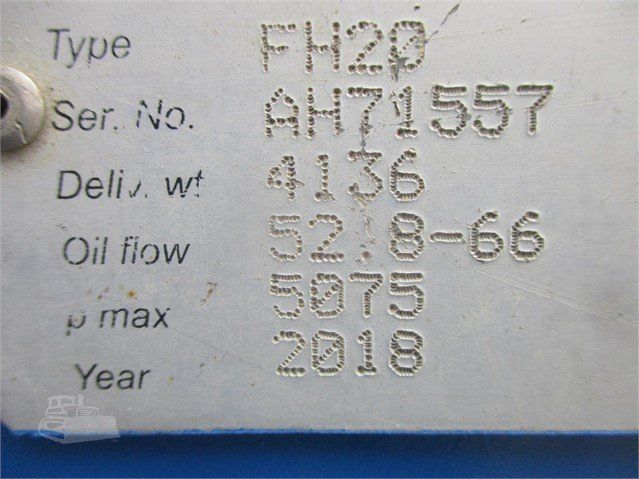 Type FH20
Ser. No. AH71557
Deliv. wt 4136
Oil flow 52.8-66
p max 5075
Year 2018